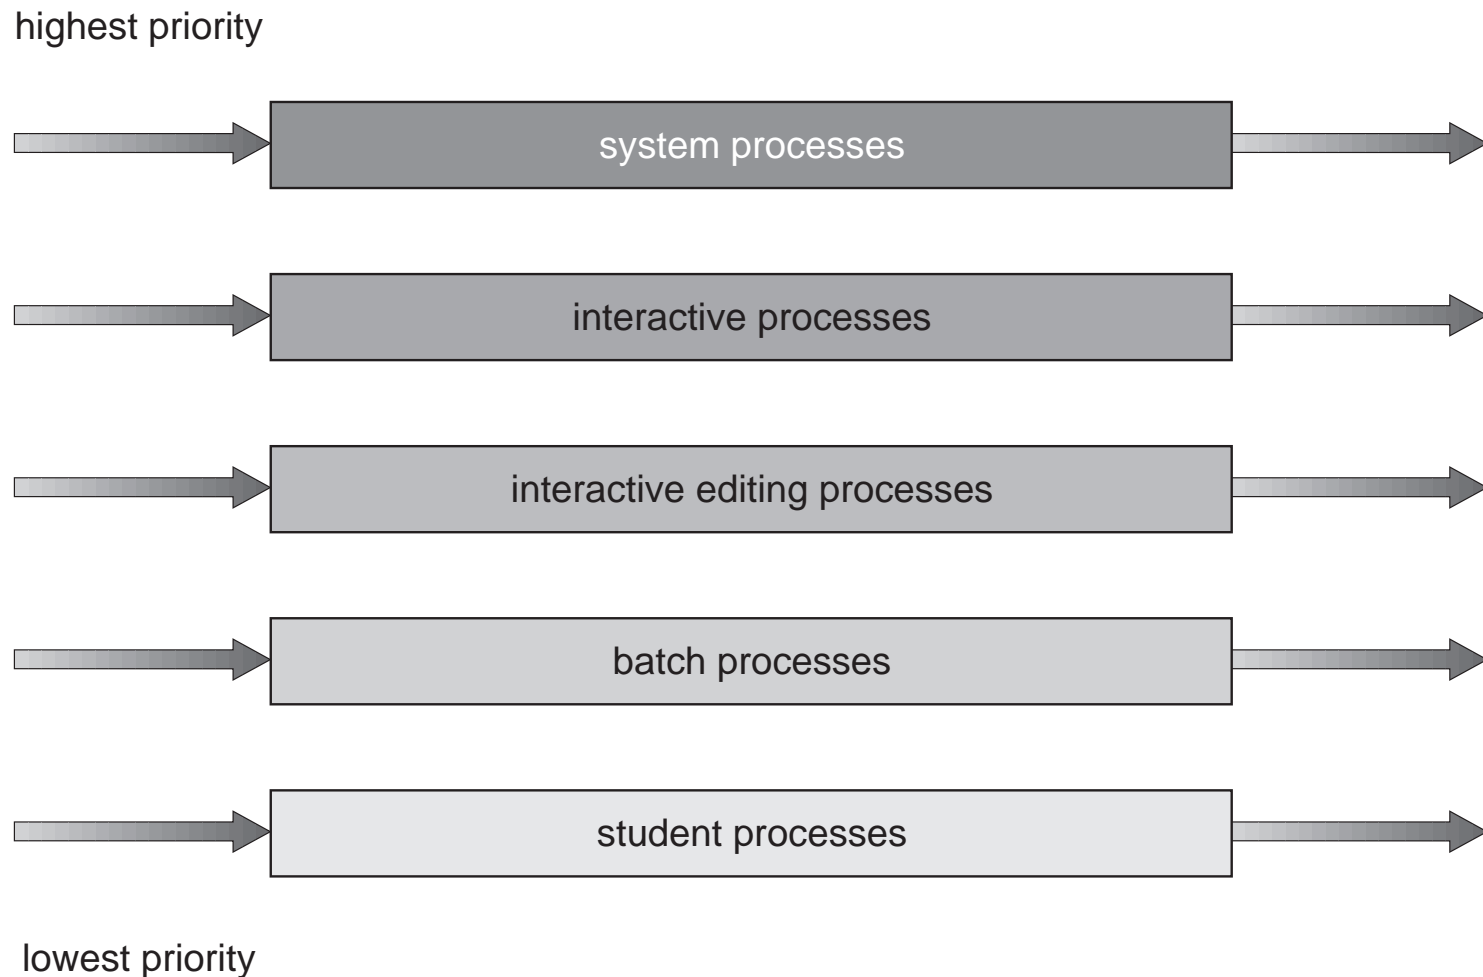 highest priority
system processes
interactive processes
interactive editing processes
batch processes
student processes
lowest priority